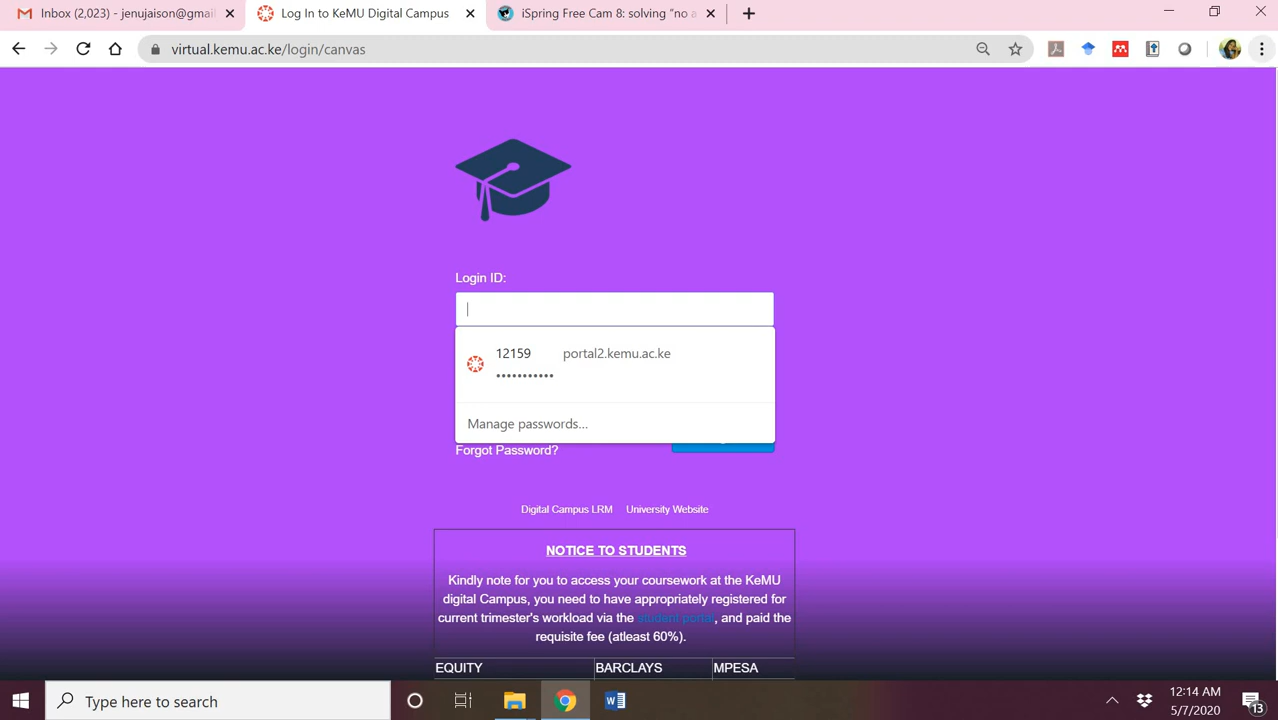 Inbox (2,023) - jenujaison@gmail
Log In to KeMU Digital Campus
iSpring Free Cam 8: solving “no a
virtual.kemu.ac.ke/login/canvas
Login ID:
12159 portal2.kemu.ac.ke
•••••••••••
Manage passwords...
Forgot Password?
Digital Campus LRM University Website
NOTICE TO STUDENTS
Kindly note for you to access your coursework at the KeMU
digital Campus, you need to have appropriately registered for
current trimester's workload via the student portal, and paid the
requisite fee (atleast 60%).
EQUITY BARCLAYS MPESA
Type here to search
12:14 AM
5/7/2020
13